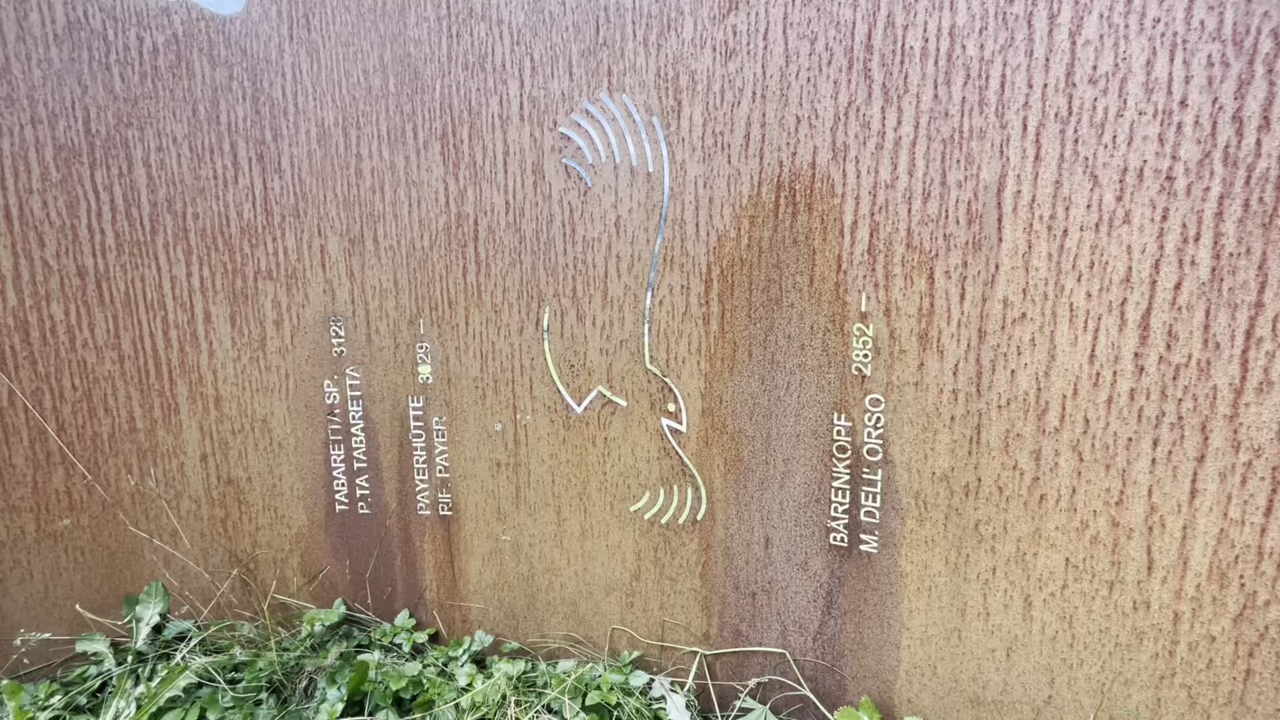 TABARETTA SP. 3128
P.TA TABARETTA
PAYERHÜTTE 3029 –
RIF. PAYER
BÄRENKOPF 2852 –
M. DELL'ORSO